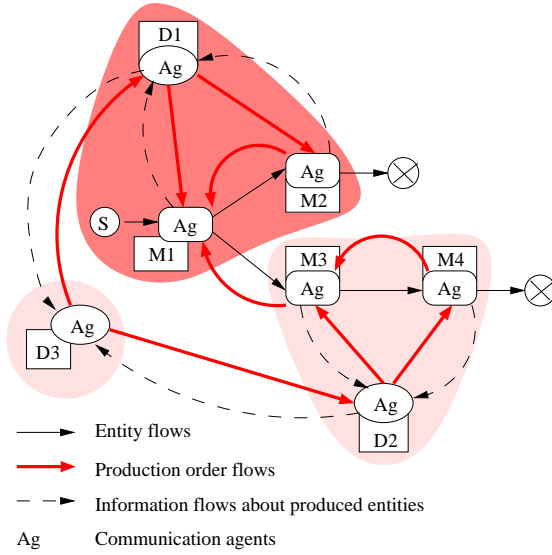 D1
Ag
Ag
M2
S
Ag
M1
M3
M4
Ag
Ag
Ag
D3
Ag
D2
Entity flows
Production order flows
Information flows about produced entities
Ag Communication agents